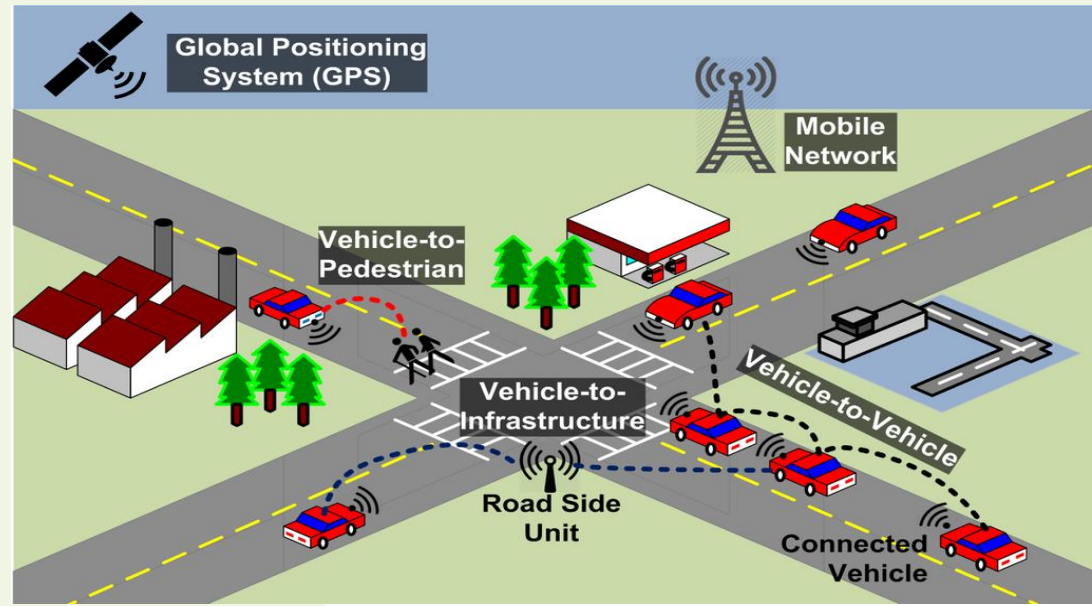 Global Positioning
System (GPS)
Mobile
Network
Vehicle-to-
Pedestrian
Vehicle-to-
Infrastructure
Vehicle-to-Vehicle
Road Side
Unit
Connected
Vehicle